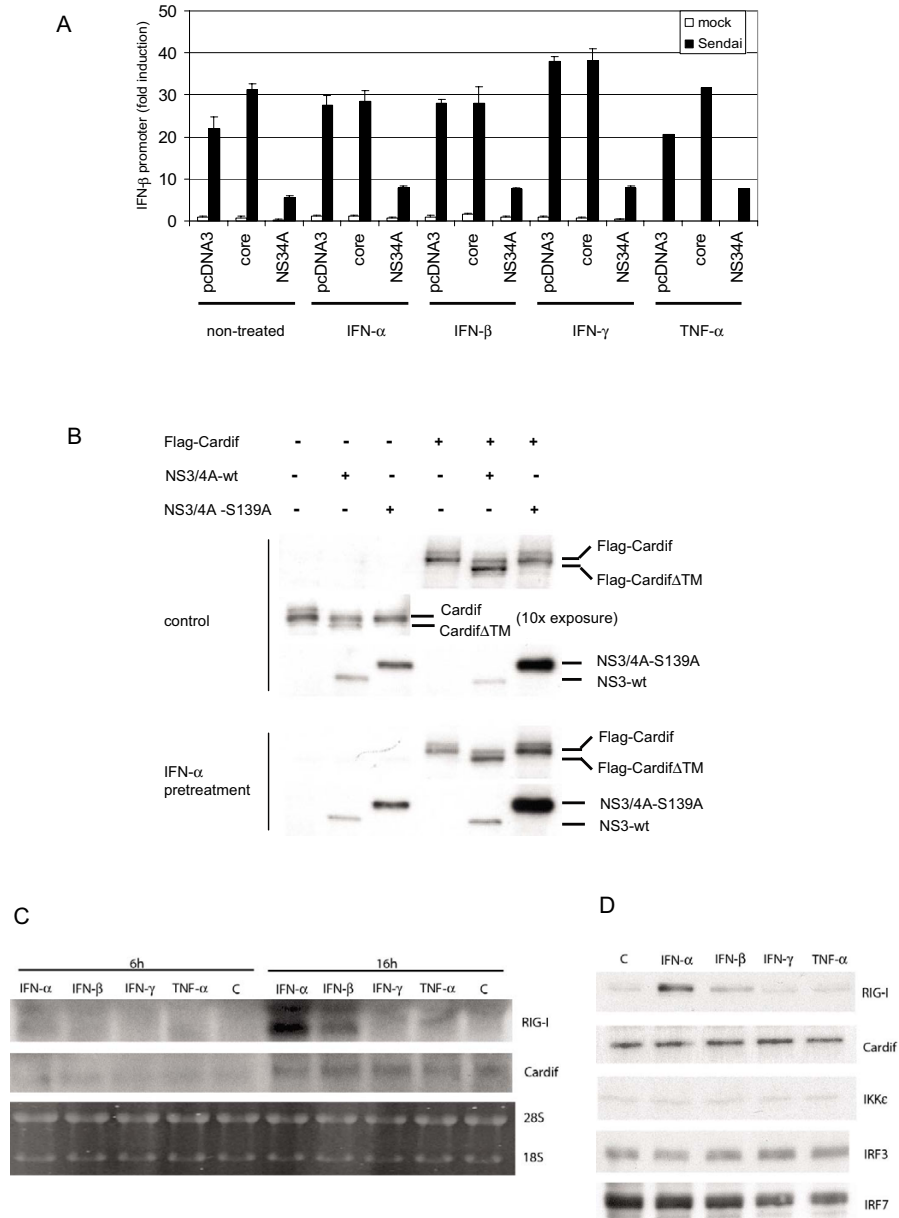 A
mock
Sendai
IFN-β promoter (fold induction)
50
40
30
20
10
0
pcDNA3 core NS34A pcDNA3 core NS34A pcDNA3 core NS34A pcDNA3 core NS34A pcDNA3 core NS34A
non-treated IFN-α IFN-β IFN-γ TNF-α
B
Flag-Cardif - - - + + +
NS3/4A-wt - + - - + -
NS3/4A -S139A - - + - - +
control
Flag-Cardif
Flag-CardifΔTM
Cardif
CardifΔTM (10x exposure)
NS3/4A-S139A
NS3-wt
IFN-α
pretreatment
Flag-Cardif
Flag-CardifΔTM
NS3/4A-S139A
NS3-wt
C
6h 16h
IFN-α IFN-β IFN-γ TNF-α C IFN-α IFN-β IFN-γ TNF-α C
RIG-I
Cardif
28S
18S
D
C IFN-α IFN-β IFN-γ TNF-α
RIG-I
Cardif
IKKε
IRF3
IRF7